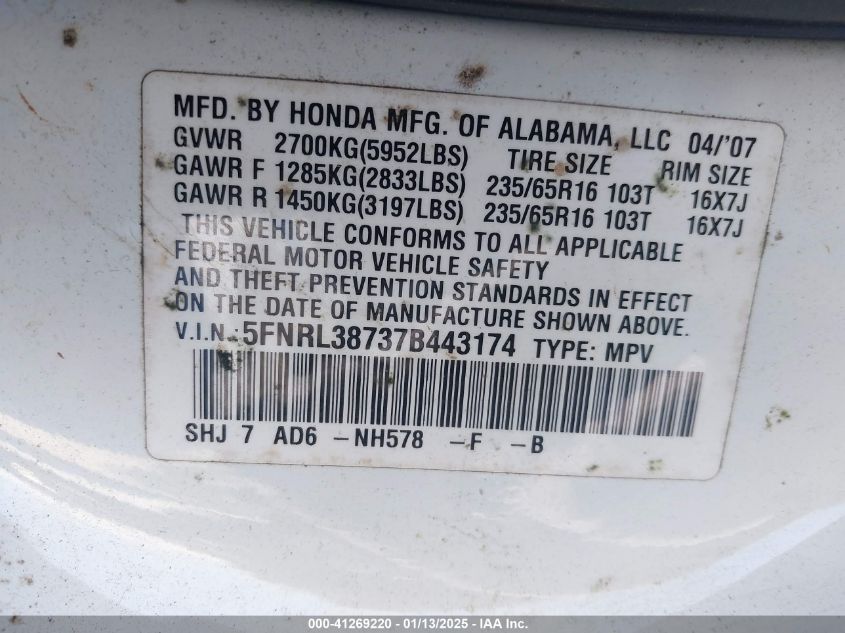 MFD. BY HONDA MFG. OF ALABAMA, LLC 04/'07
GVWR 2700KG(5952LBS) TIRE SIZE RIM SIZE
GAWR F 1285KG(2833LBS) 235/65R16 103T 16X7J
GAWR R 1450KG(3197LBS) 235/65R16 103T 16X7J
THIS VEHICLE CONFORMS TO ALL APPLICABLE
FEDERAL MOTOR VEHICLE SAFETY
AND THEFT PREVENTION STANDARDS IN EFFECT
ON THE DATE OF MANUFACTURE SHOWN ABOVE.
V.I.N.: 5FNRL38737B443174 TYPE: MPV
SHJ 7 AD6 -NH578 -F -B
000-41269220 - 01/13/2025 - IAA Inc.